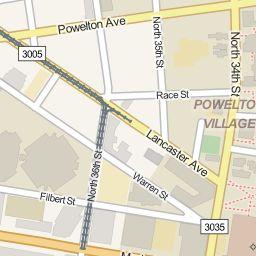 Powelton Ave
North 35th St
North 34th St
3005
Race St
POWELTO
VILLAGE
Lancaster Ave
North 36th St
Warren St
Filbert St
3035